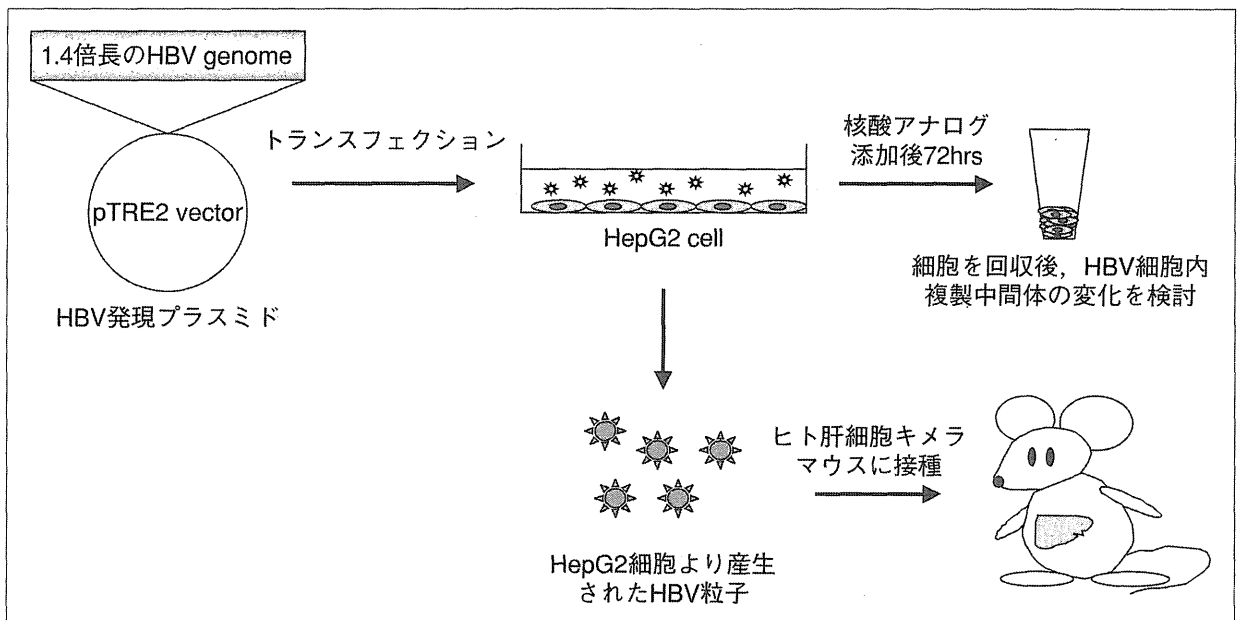 1.4倍長のHBV genome
pTRE2 vector
HBV発現プラスミド
トランスフェクション
HepG2 cell
核酸アナログ
添加後72hrs
細胞を回収後，HBV細胞内
複製中間体の変化を検討
HepG2細胞より産生
されたHBV粒子
ヒト肝細胞キメラ
マウスに接種